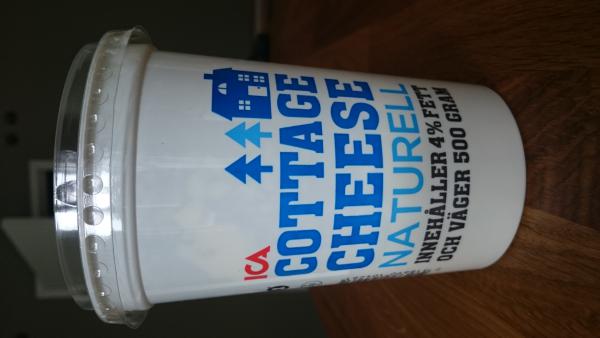 ICA
COTTAGE
CHEESE
NATURELL
INNEHÅLLER 4% FETT
OCH VÄGER 500 GRAM